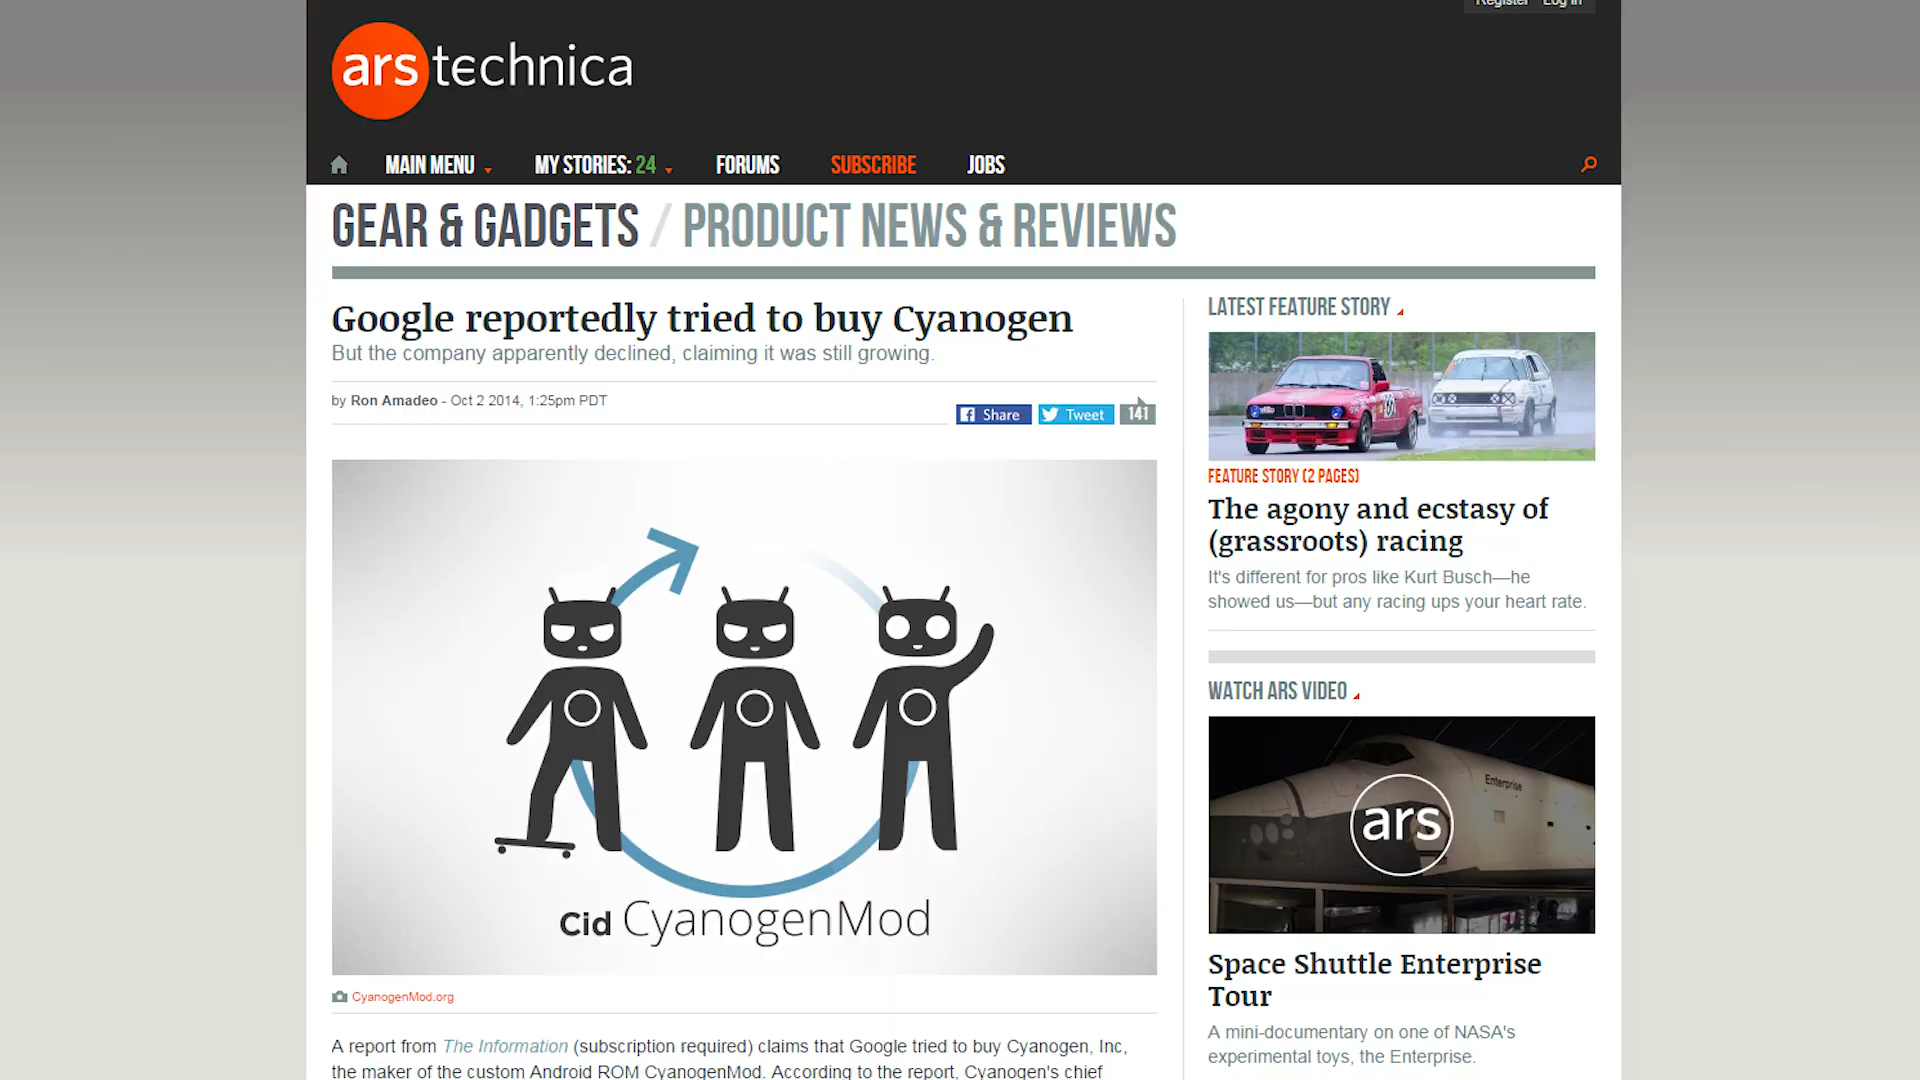 Register Log In
ars technica
MAIN MENU MY STORIES: 24 FORUMS SUBSCRIBE JOBS
GEAR & GADGETS / PRODUCT NEWS & REVIEWS
Google reportedly tried to buy Cyanogen
But the company apparently declined, claiming it was still growing.
by Ron Amadeo - Oct 2 2014, 1:25pm PDT
Share Tweet 141
Cid CyanogenMod
CyanogenMod.org
A report from The Information (subscription required) claims that Google tried to buy Cyanogen, Inc,
the maker of the custom Android ROM CyanogenMod. According to the report, Cyanogen's chief
LATEST FEATURE STORY
FEATURE STORY (2 PAGES)
The agony and ecstasy of
(grassroots) racing
It's different for pros like Kurt Busch—he
showed us—but any racing ups your heart rate.
WATCH ARS VIDEO
Enterprise
ars
Space Shuttle Enterprise
Tour
A mini-documentary on one of NASA's
experimental toys, the Enterprise.